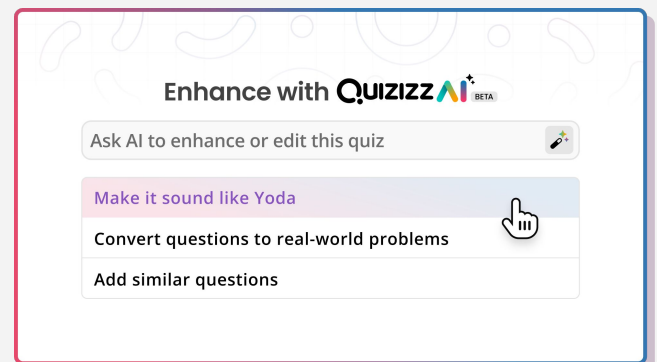 Enhance with QUIZIZZ AI BETA
Ask AI to enhance or edit this quiz
Make it sound like Yoda
Convert questions to real-world problems
Add similar questions